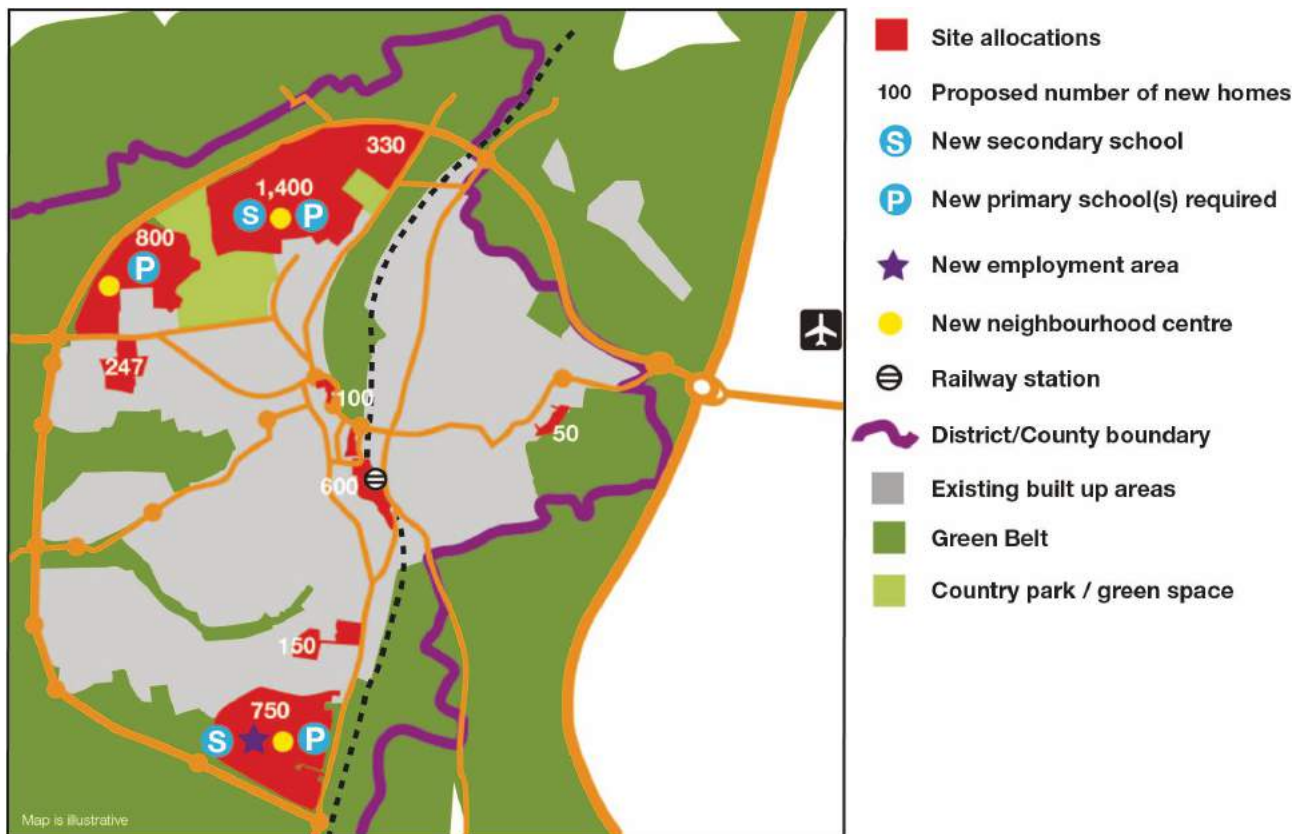 330
1,400
S
P
800
P
247
100
50
600
150
750
S
P
Map is illustrative
Site allocations
100 Proposed number of new homes
S New secondary school
P New primary school(s) required
New employment area
New neighbourhood centre
Railway station
District/County boundary
Existing built up areas
Green Belt
Country park / green space